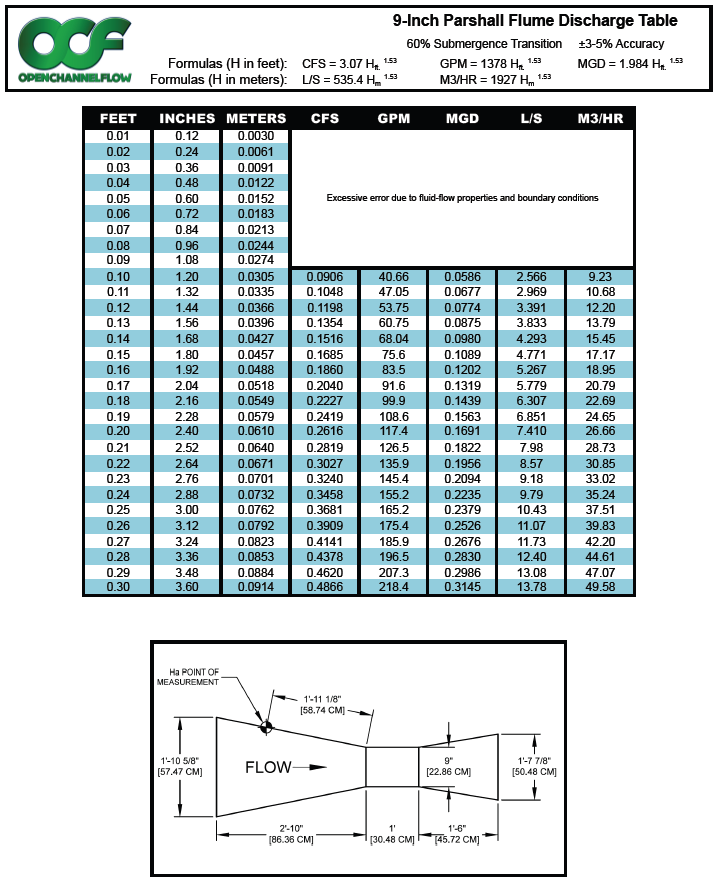 OCF
OPENCHANNELFLOW
9-Inch Parshall Flume Discharge Table
60% Submergence Transition ±3-5% Accuracy
Formulas (H in feet): CFS = 3.07 Hft. 1.53 GPM = 1378 Hft. 1.53 MGD = 1.984 Hft. 1.53
Formulas (H in meters): L/S = 535.4 Hm 1.53 M3/HR = 1927 Hm 1.53
FEET INCHES METERS CFS GPM MGD L/S M3/HR
0.01 0.12 0.0030
0.02 0.24 0.0061
0.03 0.36 0.0091
0.04 0.48 0.0122
0.05 0.60 0.0152 Excessive error due to fluid-flow properties and boundary conditions
0.06 0.72 0.0183
0.07 0.84 0.0213
0.08 0.96 0.0244
0.09 1.08 0.0274
0.10 1.20 0.0305 0.0906 40.66 0.0586 2.566 9.23
0.11 1.32 0.0335 0.1048 47.05 0.0677 2.969 10.68
0.12 1.44 0.0366 0.1198 53.75 0.0774 3.391 12.20
0.13 1.56 0.0396 0.1354 60.75 0.0875 3.833 13.79
0.14 1.68 0.0427 0.1516 68.04 0.0980 4.293 15.45
0.15 1.80 0.0457 0.1685 75.6 0.1089 4.771 17.17
0.16 1.92 0.0488 0.1860 83.5 0.1202 5.267 18.95
0.17 2.04 0.0518 0.2040 91.6 0.1319 5.779 20.79
0.18 2.16 0.0549 0.2227 99.9 0.1439 6.307 22.69
0.19 2.28 0.0579 0.2419 108.6 0.1563 6.851 24.65
0.20 2.40 0.0610 0.2616 117.4 0.1691 7.410 26.66
0.21 2.52 0.0640 0.2819 126.5 0.1822 7.98 28.73
0.22 2.64 0.0671 0.3027 135.9 0.1956 8.57 30.85
0.23 2.76 0.0701 0.3240 145.4 0.2094 9.18 33.02
0.24 2.88 0.0732 0.3458 155.2 0.2235 9.79 35.24
0.25 3.00 0.0762 0.3681 165.2 0.2379 10.43 37.51
0.26 3.12 0.0792 0.3909 175.4 0.2526 11.07 39.83
0.27 3.24 0.0823 0.4141 185.9 0.2676 11.73 42.20
0.28 3.36 0.0853 0.4378 196.5 0.2830 12.40 44.61
0.29 3.48 0.0884 0.4620 207.3 0.2986 13.08 47.07
0.30 3.60 0.0914 0.4866 218.4 0.3145 13.78 49.58
Ha POINT OF
MEASUREMENT
1'-11 1/8"
[58.74 CM]
1'-10 5/8"
[57.47 CM]
FLOW
9"
[22.86 CM]
1'-7 7/8"
[50.48 CM]
2'-10"
[86.36 CM]
1'
[30.48 CM]
1'-6"
[45.72 CM]